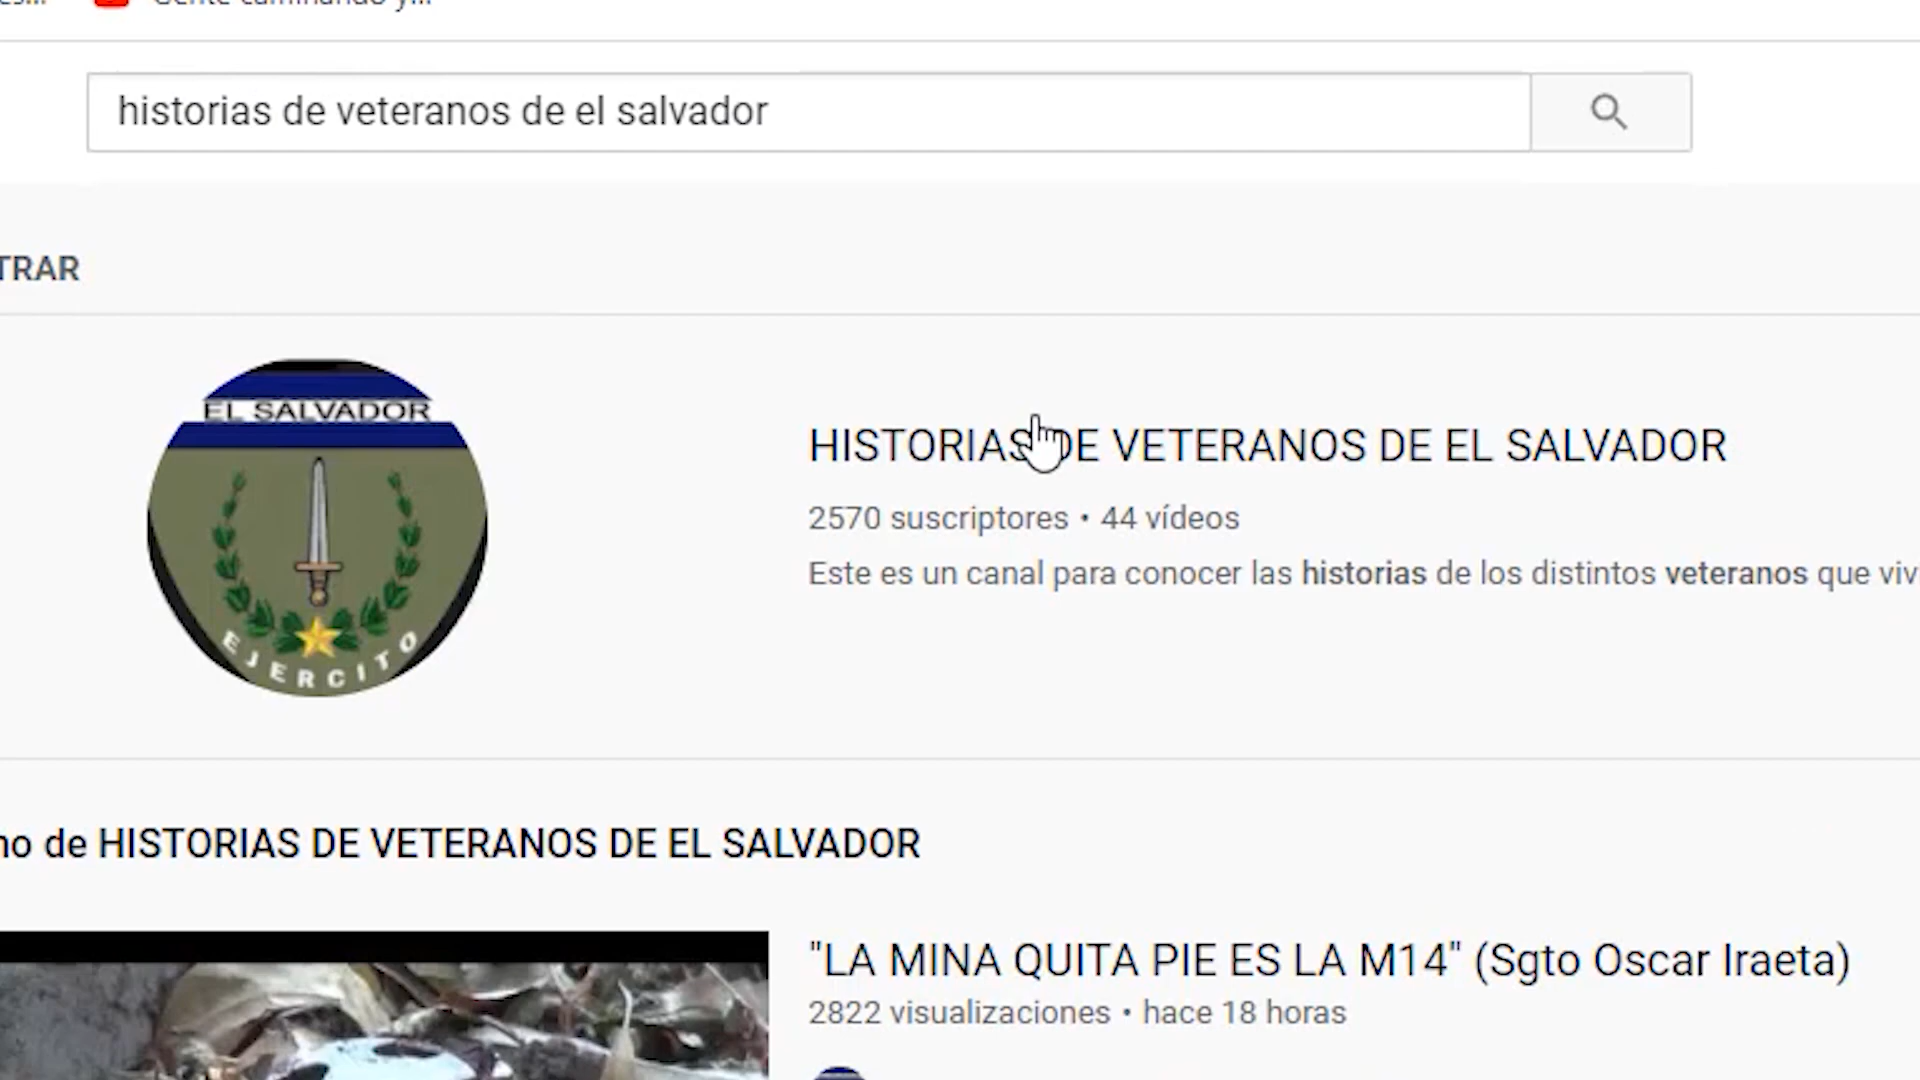 Gente caminando y...
historias de veteranos de el salvador
TRAR
EL SALVADOR
EJERCITO
HISTORIAS DE VETERANOS DE EL SALVADOR
2570 suscriptores • 44 vídeos
Este es un canal para conocer las historias de los distintos veteranos que viv
no de HISTORIAS DE VETERANOS DE EL SALVADOR
"LA MINA QUITA PIE ES LA M14" (Sgto Oscar Iraeta)
2822 visualizaciones • hace 18 horas